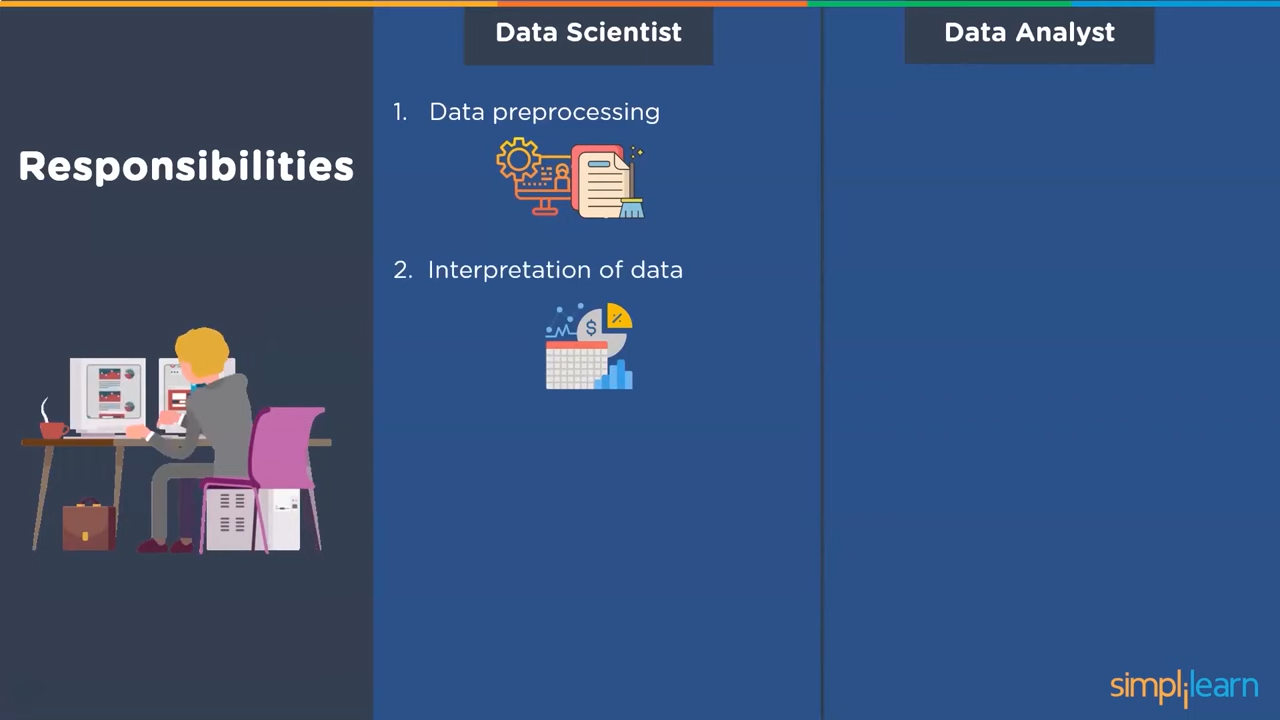 Data Scientist
Data Analyst
Responsibilities
1. Data preprocessing
2. Interpretation of data
$
%
simplilearn